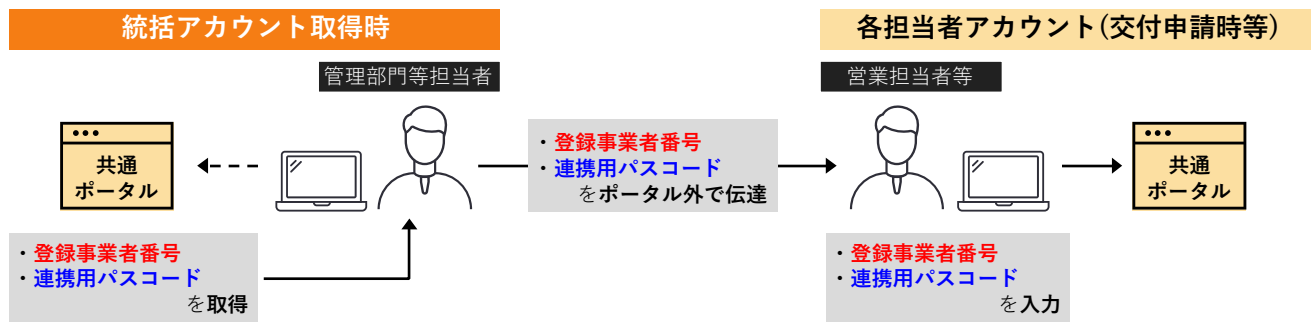 統括アカウント取得時
管理部門等担当者
共通
ポータル
・登録事業者番号
・連携用パスコード
を取得
・登録事業者番号
・連携用パスコード
をポータル外で伝達
各担当者アカウント(交付申請時等)
営業担当者等
共通
ポータル
・登録事業者番号
・連携用パスコード
を入力